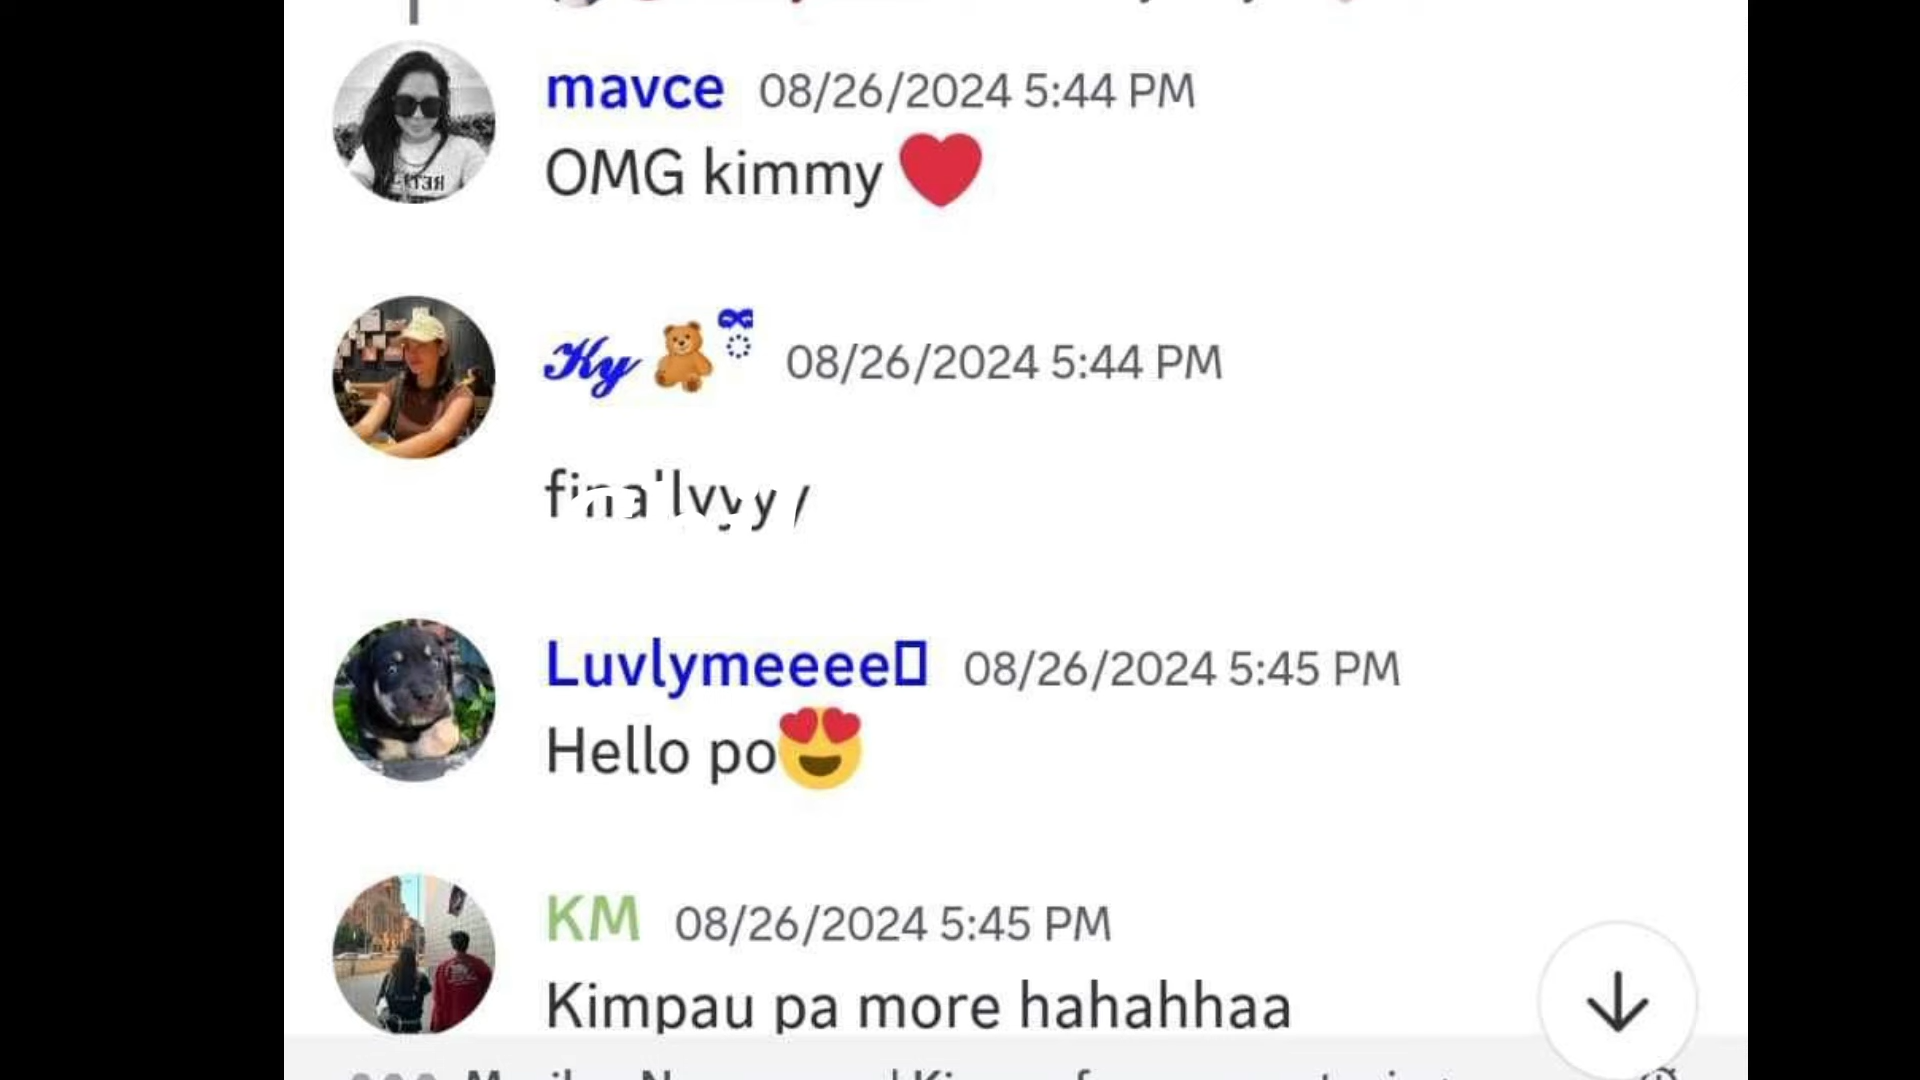 mavce 08/26/2024 5:44 PM
OMG kimmy ❤️
Ky 🧸 08/26/2024 5:44 PM
Luvlymeeee 08/26/2024 5:45 PM
Hello po😍
KM 08/26/2024 5:45 PM
Kimpau pa more hahahhaa